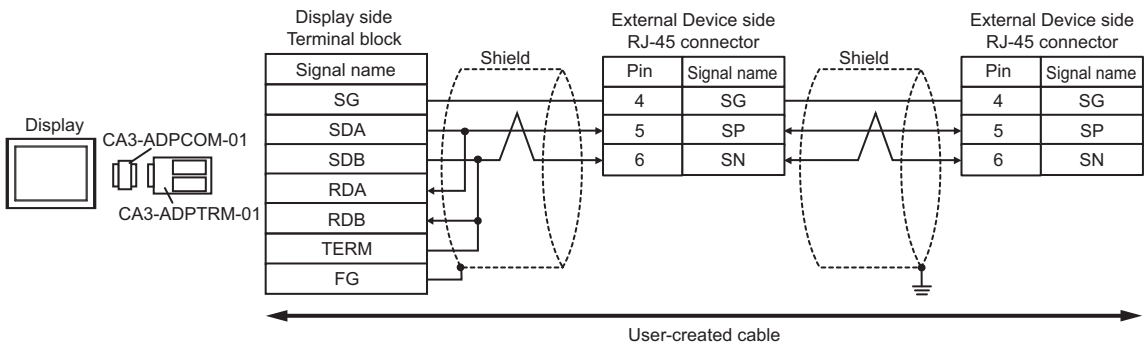 Display side
Terminal block
External Device side
RJ-45 connector
External Device side
RJ-45 connector
Shield
Shield
Signal name
SG
SDA
SDB
RDA
RDB
TERM
FG
Pin
Signal name
4
SG
5
SP
6
SN
Pin
Signal name
4
SG
5
SP
6
SN
Display
CA3-ADPCOM-01
CA3-ADPTRM-01
User-created cable